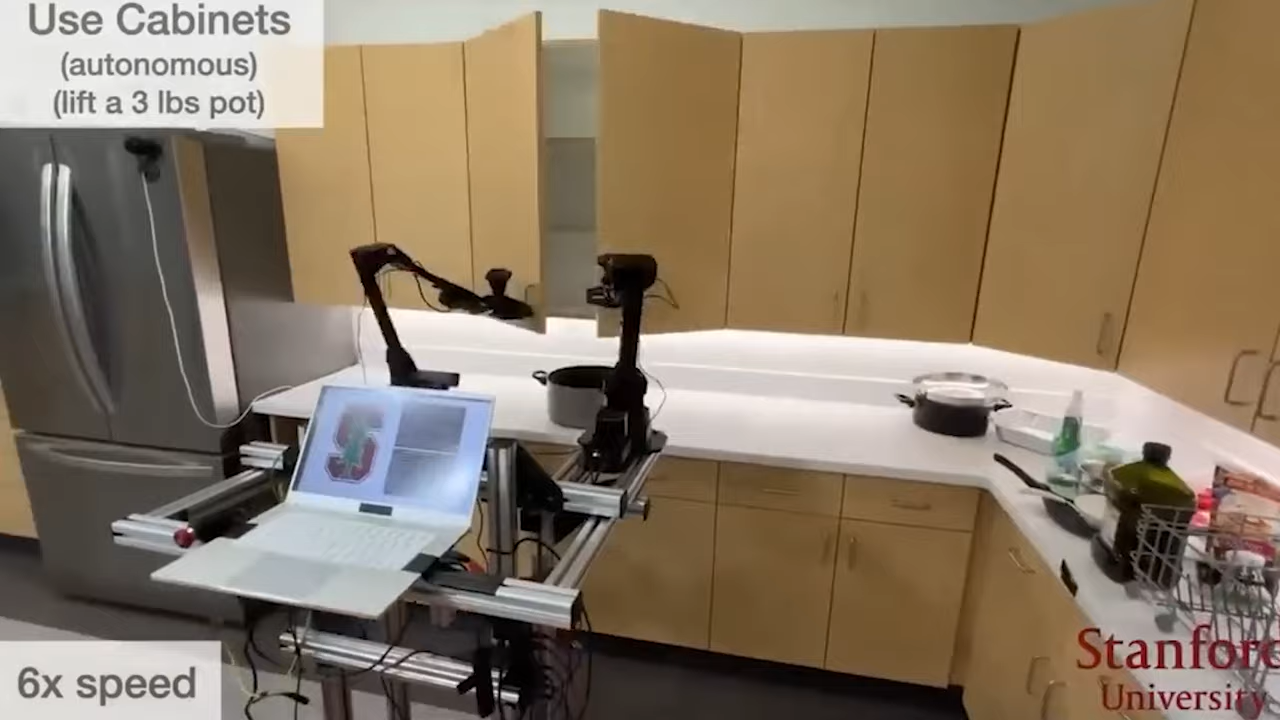 Use Cabinets
(autonomous)
(lift a 3 lbs pot)
S
6x speed
Stanford
University